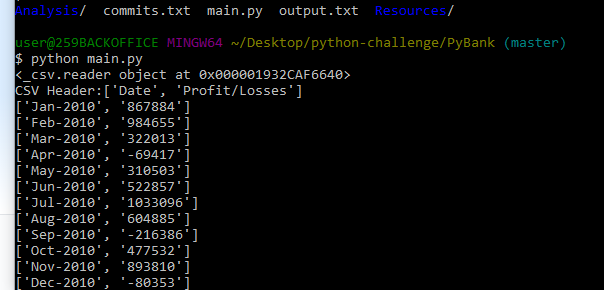 Analysis/  commits.txt  main.py  output.txt  Resources/
user@259BACKOFFICE MINGW64 ~/Desktop/python-challenge/PyBank (master)
$ python main.py
<_csv.reader object at 0x000001932CAF6640>
CSV Header:['Date', 'Profit/Losses']
['Jan-2010', '867884']
['Feb-2010', '984655']
['Mar-2010', '322013']
['Apr-2010', '-69417']
['May-2010', '310503']
['Jun-2010', '522857']
['Jul-2010', '1033096']
['Aug-2010', '604885']
['Sep-2010', '-216386']
['Oct-2010', '477532']
['Nov-2010', '893810']
['Dec-2010', '-80353']